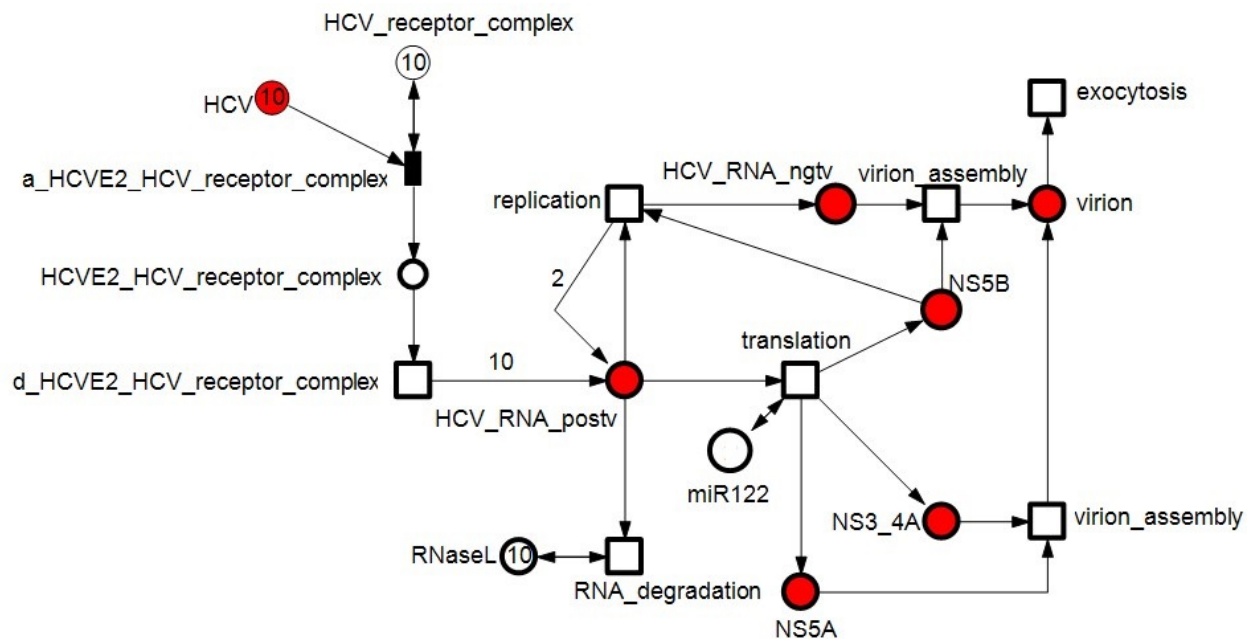 HCV_receptor_complex
10
HCV 10
a_HCVE2_HCV_receptor_complex
HCV_RNA_ngtv
virion_assembly
exocytosis
replication
virion
2
HCVE2_HCV_receptor_complex
NS5B
translation
d_HCVE2_HCV_receptor_complex
10
HCV_RNA_postv
miR122
NS3_4A
virion_assembly
RNaseL 10
RNA_degradation
NS5A